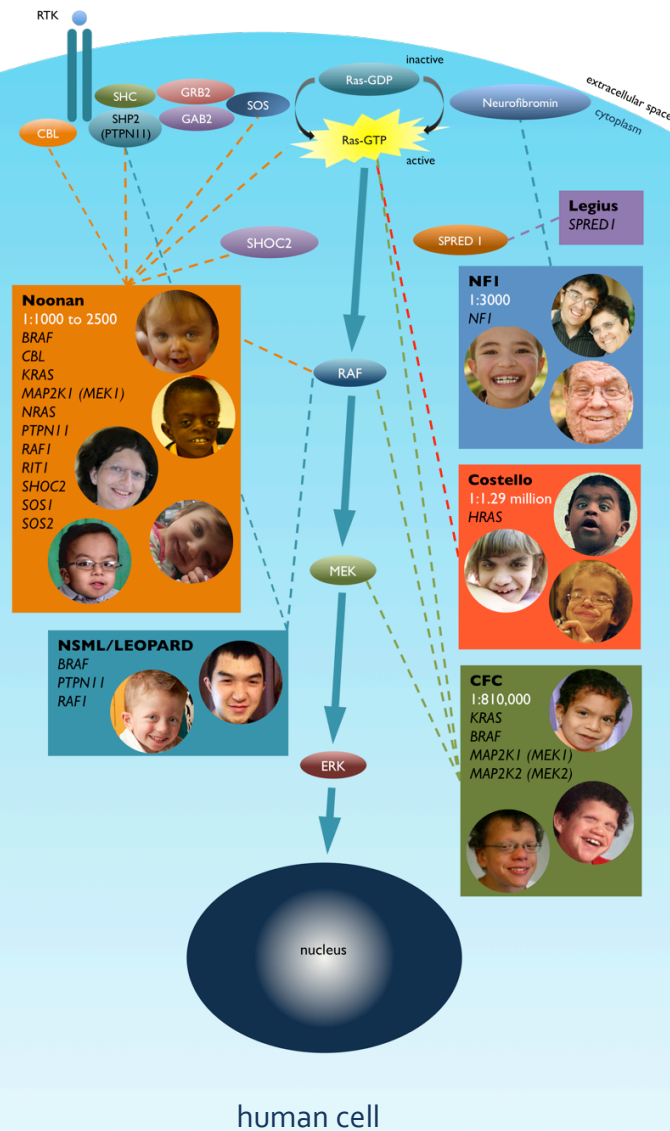 RTK
inactive
Ras-GDP
extracellular space
cytoplasm
SHC
GRB2
SOS
Neurofibromin
CBL
SHP2
(PTPN11)
GAB2
Ras-GTP
active
Legius
SPRED1
SHOC2
SPRED 1
Noonan
1:1000 to 2500
BRAF
CBL
KRAS
MAP2K1 (MEK1)
NRAS
PTPN11
RAF1
RIT1
SHOC2
SOS1
SOS2
NF1
1:3000
NF1
RAF
Costello
1:1.29 million
HRAS
MEK
NSML/LEOPARD
BRAF
PTPN11
RAF1
CFC
1:810,000
KRAS
BRAF
MAP2K1 (MEK1)
MAP2K2 (MEK2)
ERK
nucleus
human cell